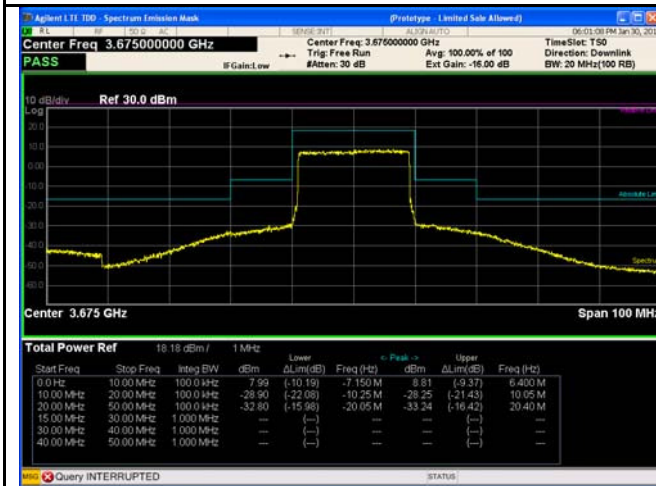 Agilent LTE TDD - Spectrum Emission Mask (Prototype - Limited Sale Allowed)
RL RF 50 Ω AC SENSE:INT ALIGN AUTO 06:01:08 PM Jan 30, 201
Center Freq 3.675000000 GHz Center Freq: 3.675000000 GHz TimeSlot: TS0
Trig: Free Run Avg: 100.00% of 100 Direction: Downlink
PASS IFGain:Low #Atten: 30 dB Ext Gain: -16.00 dB BW: 20 MHz(100 RB)
10 dB/div Ref 30.0 dBm
Log
20.0
10.0
0.00
-10.0
Absolute Lim
-20.0
-30.0
-40.0
Spectru
-50.0
-60.0
Center 3.675 GHz Span 100 MHz
Total Power Ref 18.18 dBm / 1 MHz
Lower <- Peak -> Upper
Start Freq Stop Freq Integ BW dBm ΔLim(dB) Freq (Hz) dBm ΔLim(dB) Freq (Hz)
0.0 Hz 10.00 MHz 100.0 kHz 7.99 (-10.19) -7.150 M 8.81 (-9.37) 6.400 M
10.00 MHz 20.00 MHz 100.0 kHz -28.90 (-22.08) -10.25 M -28.25 (-21.43) 10.05 M
20.00 MHz 50.00 MHz 100.0 kHz -32.80 (-15.98) -20.05 M -33.24 (-16.42) 20.40 M
15.00 MHz 30.00 MHz 1.000 MHz --- (---) --- --- (---) ---
30.00 MHz 40.00 MHz 1.000 MHz --- (---) --- --- (---) ---
40.00 MHz 50.00 MHz 1.000 MHz --- (---) --- --- (---) ---
MSG Query INTERRUPTED STATUS